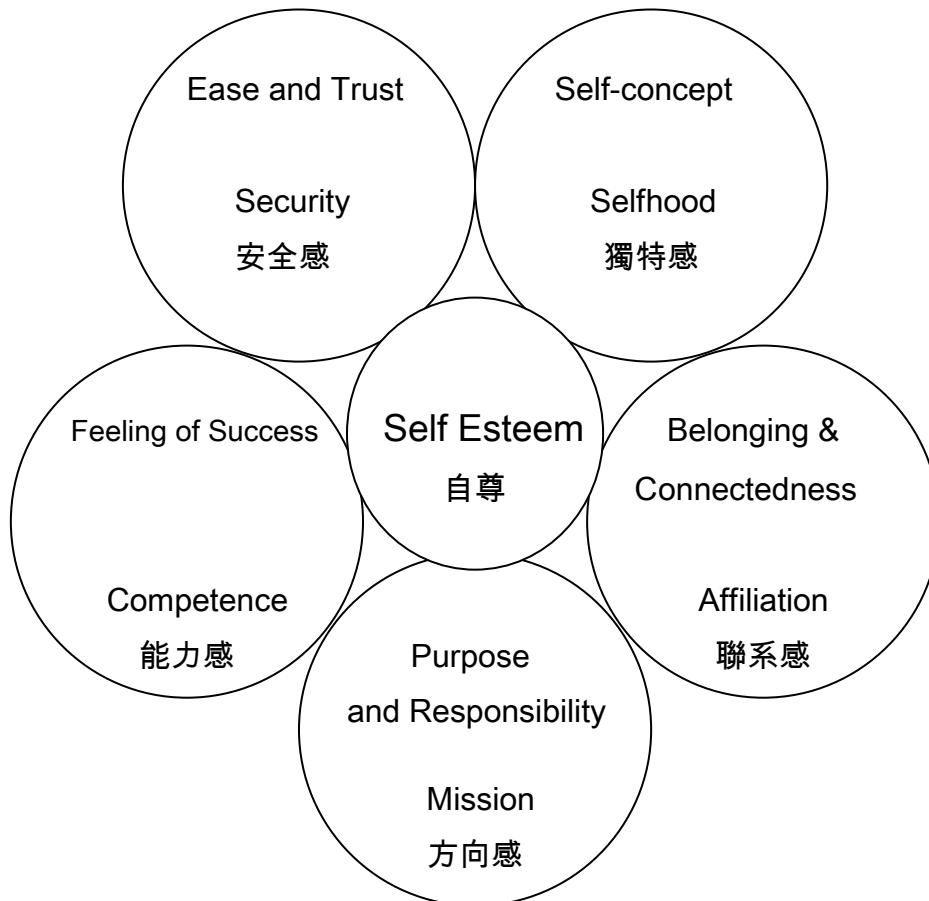 Ease and Trust
Security
安全感
Self-concept
Selfhood
獨特感
Feeling of Success
Competence
能力感
Self Esteem
自尊
Belonging &
Connectedness
Affiliation
聯系感
Purpose
and Responsibility
Mission
方向感